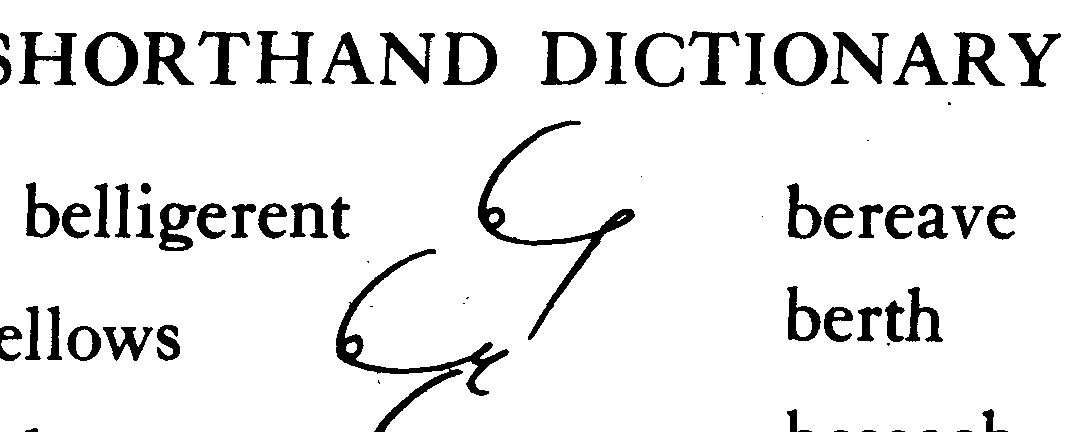 SHORTHAND DICTIONARY
belligerent bereave
berth
ellows